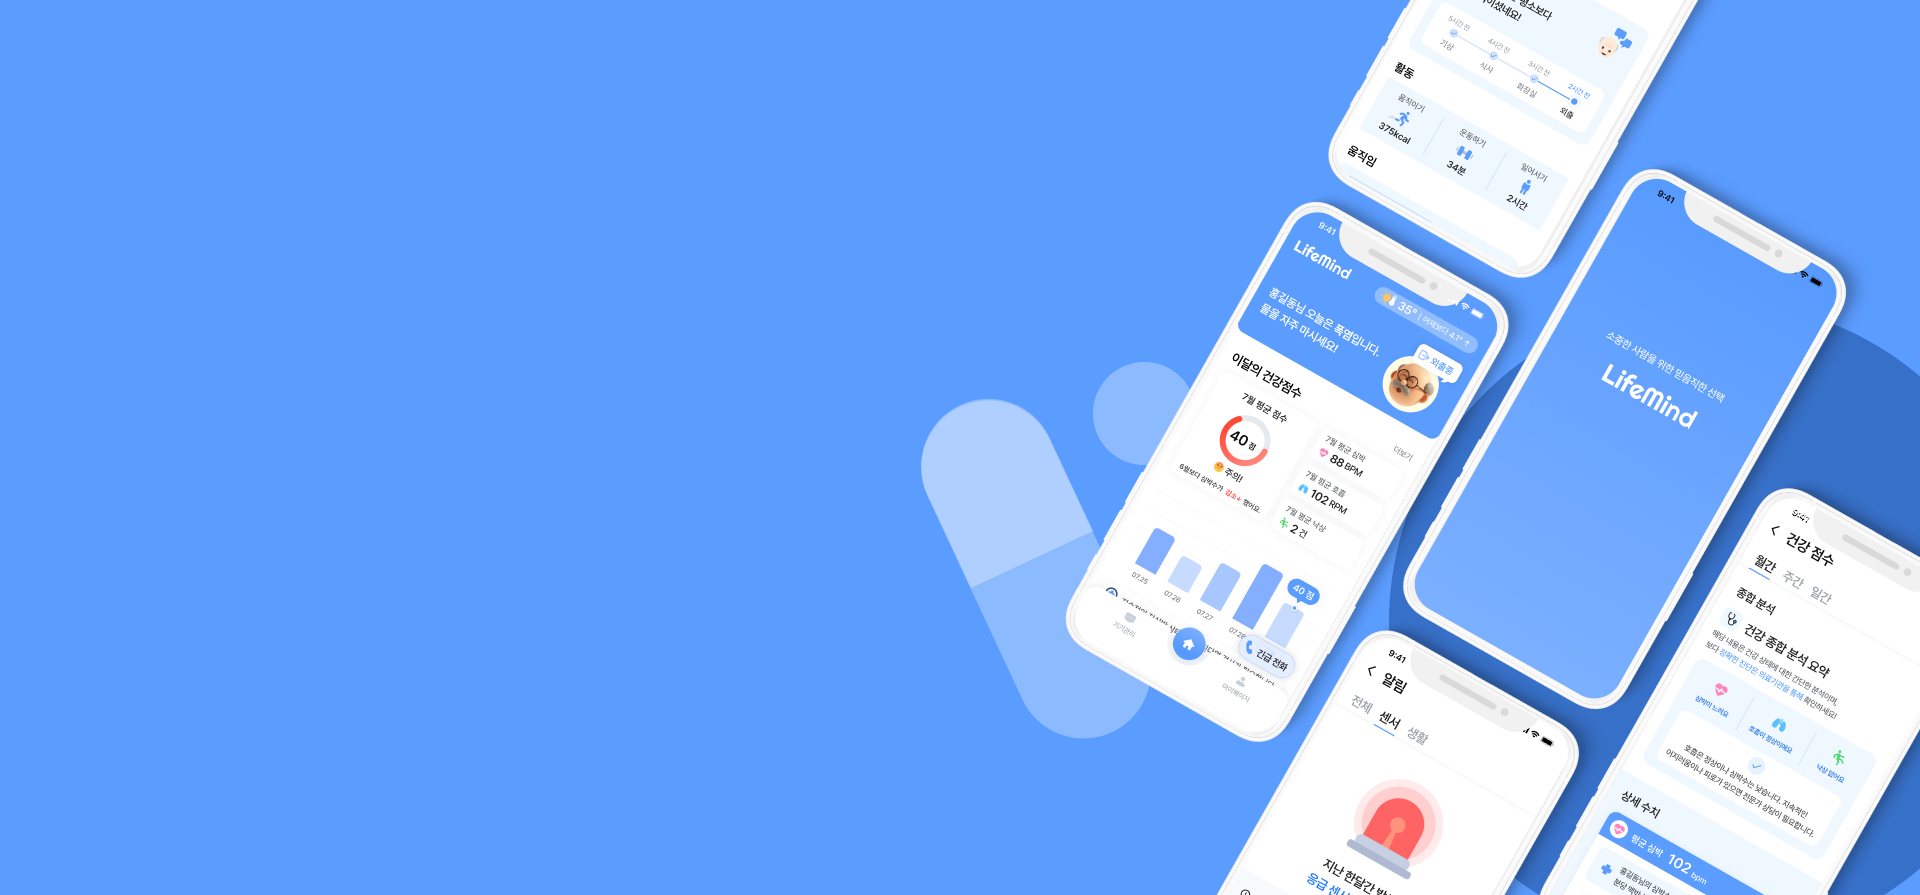 평소보다
5시간 전
기상
4시간 전
식사
3시간 전
화장실
2시간 전
외출
활동
움직이기
375kcal
운동하기
34분
일어서기
2시간
움직임
9:41
LifeMind
35° | 어제보다 4.1° ↑
홍길동님 오늘은 폭염입니다.
물을 자주 마시세요!
외출중
이달의 건강점수
더보기
7월 평균 점수
40 점
주의!
6월보다 심박수가 감소↓ 했어요.
7월 평균 심박
88 BPM
7월 평균 호흡
102 RPM
7월 평균 낙상
2 건
40 점
07.25
07.26
07.27
07.28
긴급 전화
기기관리
마이페이지
9:41
소중한 사람을 위한 믿음직한 선택
LifeMind
9:41
알림
전체 센서 생활
지난 한달간
응급 센서
9:41
건강 점수
월간 주간 일간
종합 분석
건강 종합 분석 요약
해당 내용은 건강 상태에 대한 간단한 분석이며,
보다 정확한 진단은 의료기관을 통해 확인하세요!
심박이 느려요
호흡이 정상이에요
낙상 없어요
호흡은 정상이나 심박수는 낮습니다. 지속적인
어지러움이나 피로가 있으면 전문가 상담이 필요합니다.
상세 수치
평균 심박 102 bpm
홍길동님의 심박수